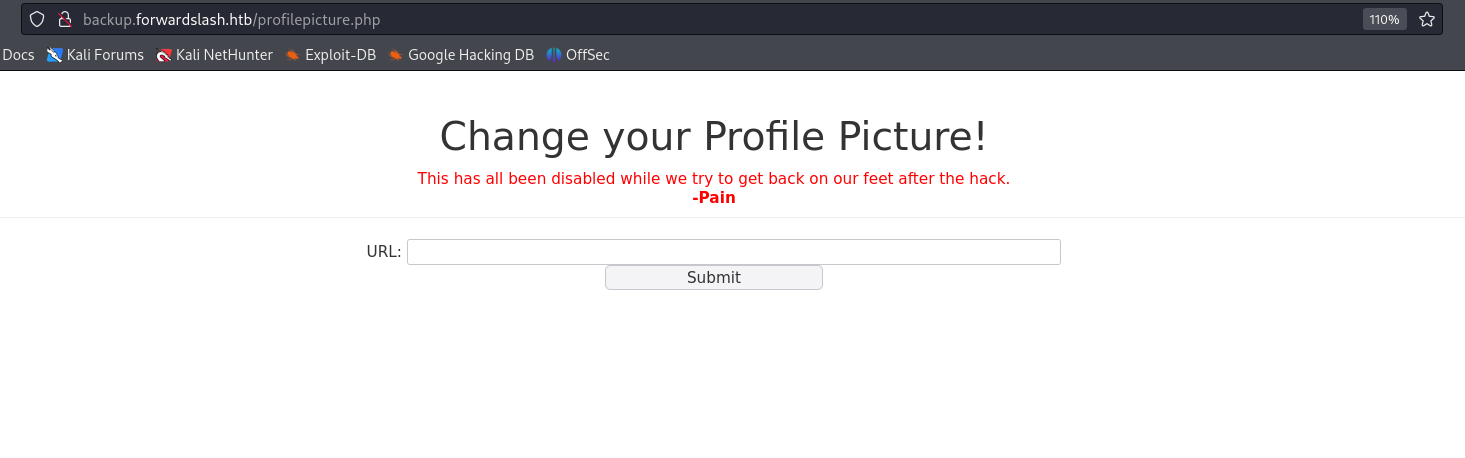 backup.forwardslash.htb/profilepicture.php
110%
Docs Kali Forums Kali NetHunter Exploit-DB Google Hacking DB OffSec
Change your Profile Picture!
This has all been disabled while we try to get back on our feet after the hack.
-Pain
URL:
Submit